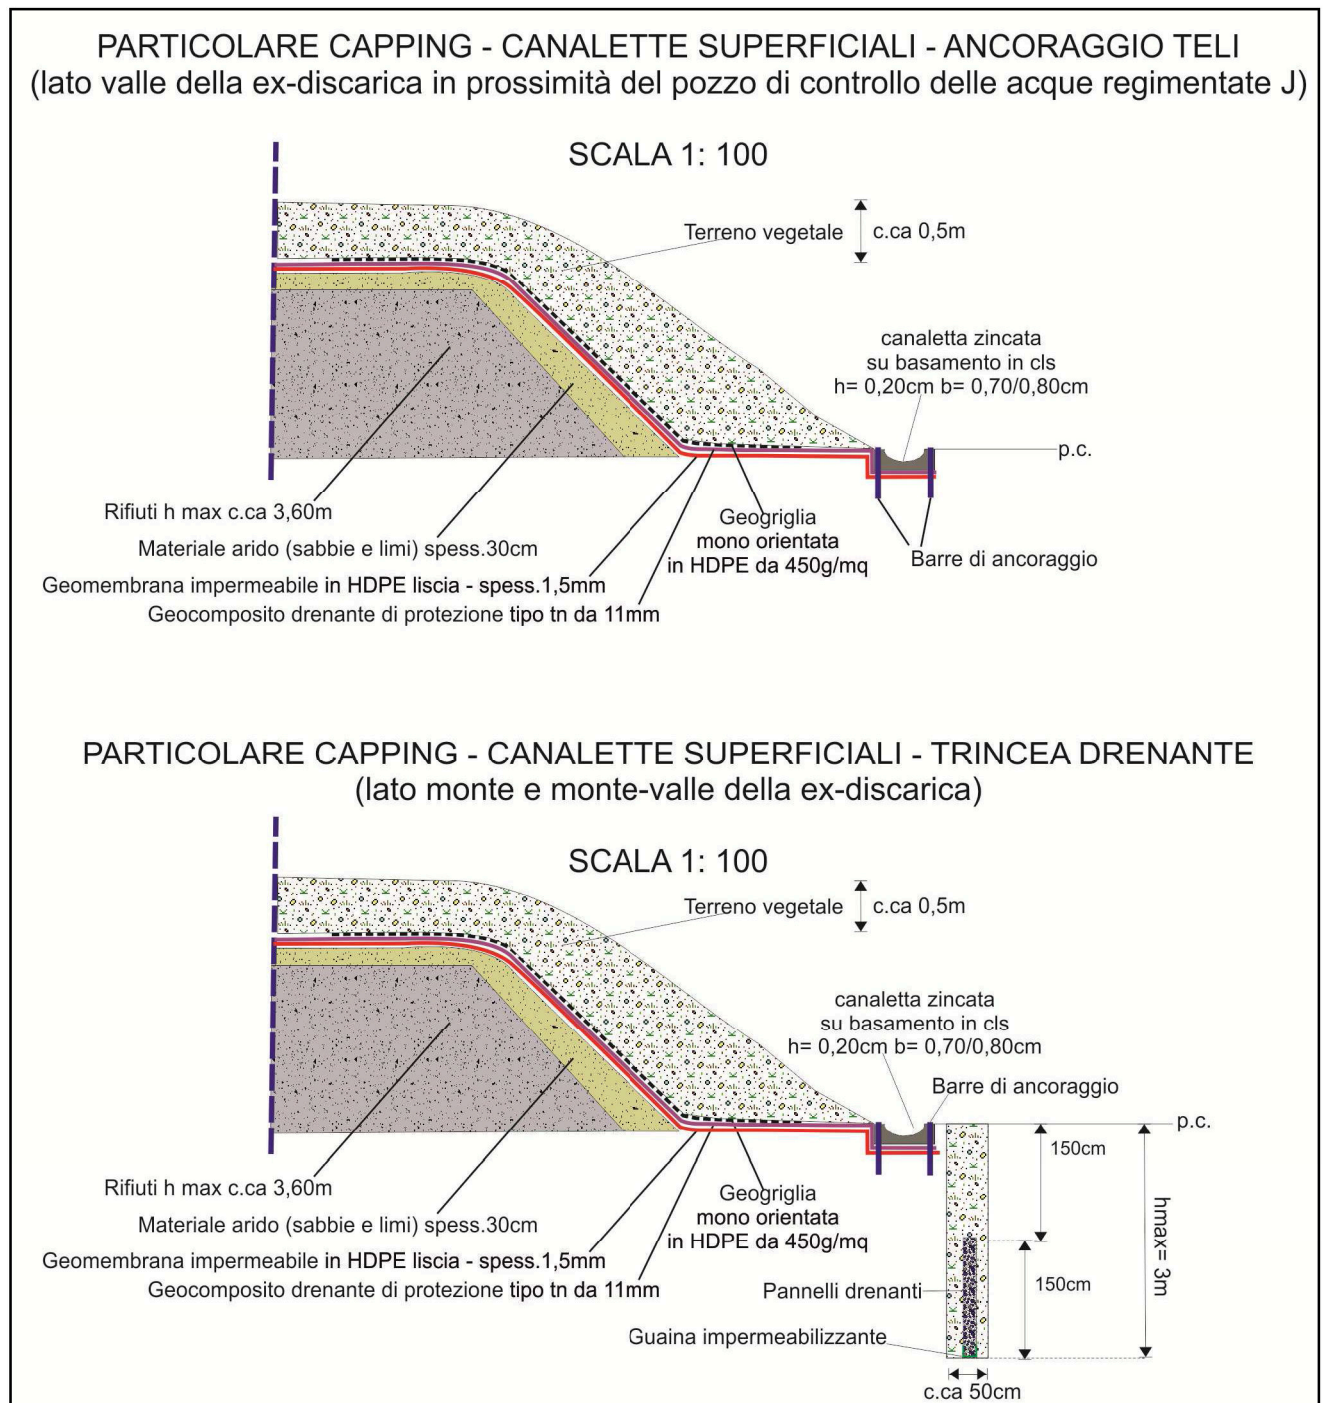 PARTICOLARE CAPPING - CANALETTE SUPERFICIALI - ANCORAGGIO TELI
(lato valle della ex-discarica in prossimità del pozzo di controllo delle acque regimentate J)
SCALA 1: 100
Terreno vegetale
c.ca 0,5m
canaletta zincata
su basamento in cls
h= 0,20cm b= 0,70/0,80cm
p.c.
Rifiuti h max c.ca 3,60m
Materiale arido (sabbie e limi) spess.30cm
Geomembrana impermeabile in HDPE liscia - spess.1,5mm
Geocomposito drenante di protezione tipo tn da 11mm
Geogriglia
mono orientata
in HDPE da 450g/mq
Barre di ancoraggio
PARTICOLARE CAPPING - CANALETTE SUPERFICIALI - TRINCEA DRENANTE
(lato monte e monte-valle della ex-discarica)
SCALA 1: 100
Terreno vegetale
c.ca 0,5m
canaletta zincata
su basamento in cls
h= 0,20cm b= 0,70/0,80cm
Barre di ancoraggio
p.c.
150cm
hmax= 3m
150cm
Rifiuti h max c.ca 3,60m
Materiale arido (sabbie e limi) spess.30cm
Geomembrana impermeabile in HDPE liscia - spess.1,5mm
Geocomposito drenante di protezione tipo tn da 11mm
Geogriglia
mono orientata
in HDPE da 450g/mq
Pannelli drenanti
Guaina impermeabilizzante
c.ca 50cm